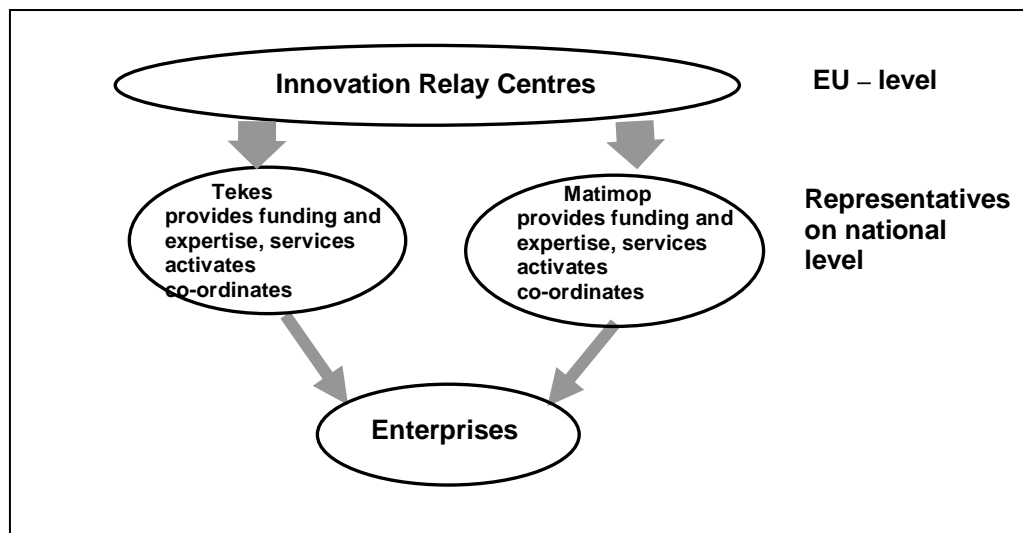 Innovation Relay Centres
EU – level
Tekes
provides funding and
expertise, services
activates
co-ordinates
Matimop
provides funding and
expertise, services
activates
co-ordinates
Representatives
on national
level
Enterprises